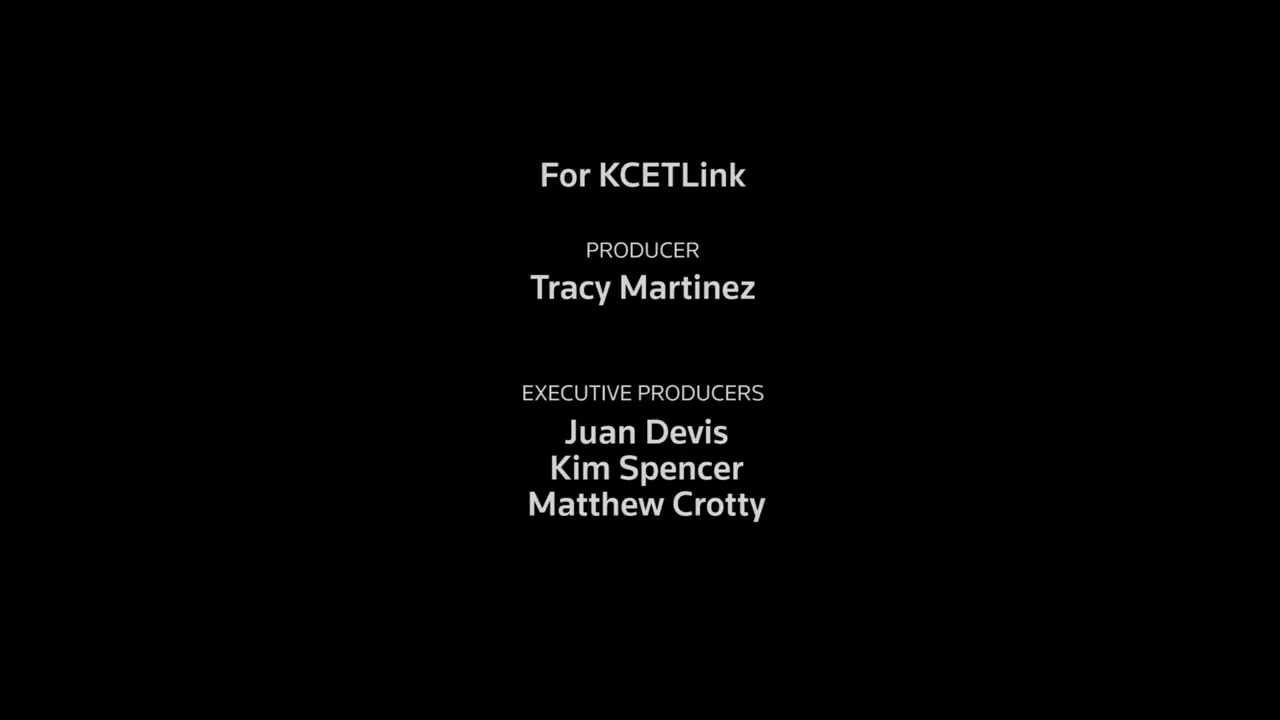 For KCETLink
PRODUCER
Tracy Martinez
EXECUTIVE PRODUCERS
Juan Devis
Kim Spencer
Matthew Crotty